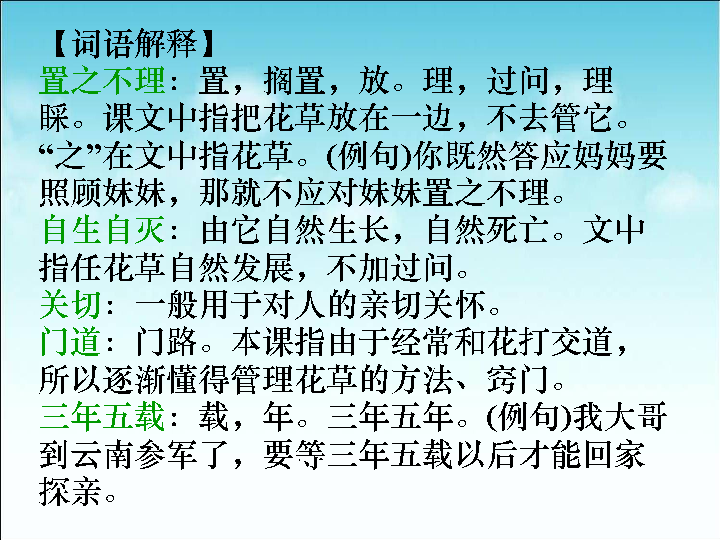 【词语解释】
置之不理：置，搁置，放。理，过问，理
睬。课文中指把花草放在一边，不去管它。
“之”在文中指花草。(例句)你既然答应妈妈要
照顾妹妹，那就不应对妹妹置之不理。
自生自灭：由它自然生长，自然死亡。文中
指任花草自然发展，不加过问。
关切：一般用于对人的亲切关怀。
门道：门路。本课指由于经常和花打交道，
所以逐渐懂得管理花草的方法、窍门。
三年五载：载，年。三年五年。(例句)我大哥
到云南参军了，要等三年五载以后才能回家
探亲。